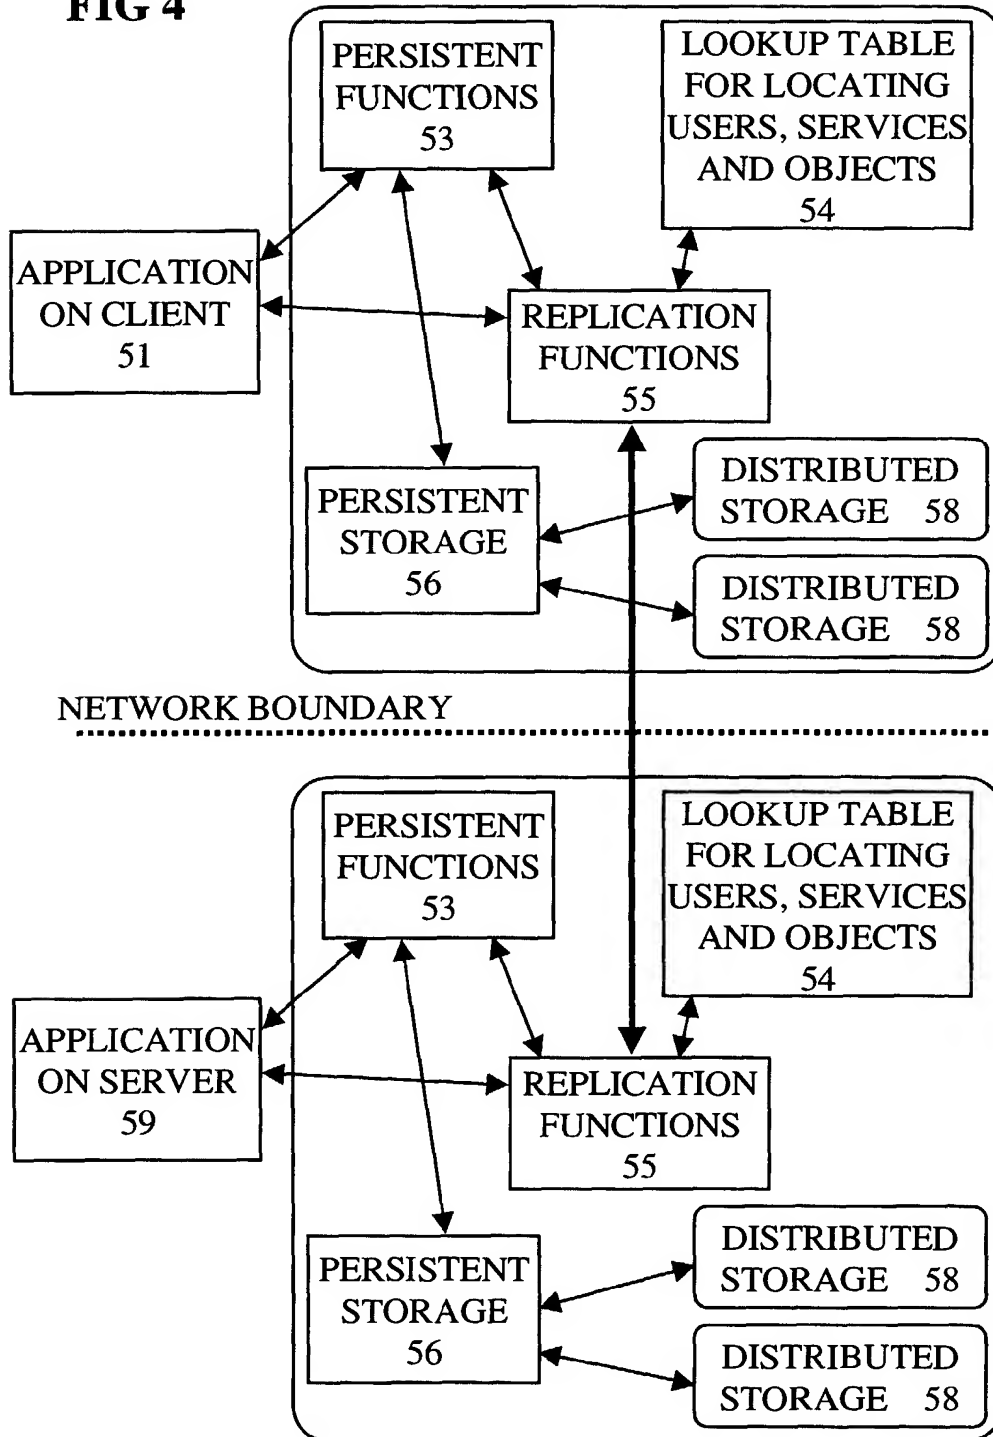 FIG 4
PERSISTENT
FUNCTIONS
53
LOOKUP TABLE
FOR LOCATING
USERS, SERVICES
AND OBJECTS
54
APPLICATION
ON CLIENT
51
REPLICATION
FUNCTIONS
55
PERSISTENT
STORAGE
56
DISTRIBUTED
STORAGE 58
DISTRIBUTED
STORAGE 58
NETWORK BOUNDARY
PERSISTENT
FUNCTIONS
53
LOOKUP TABLE
FOR LOCATING
USERS, SERVICES
AND OBJECTS
54
APPLICATION
ON SERVER
59
REPLICATION
FUNCTIONS
55
PERSISTENT
STORAGE
56
DISTRIBUTED
STORAGE 58
DISTRIBUTED
STORAGE 58